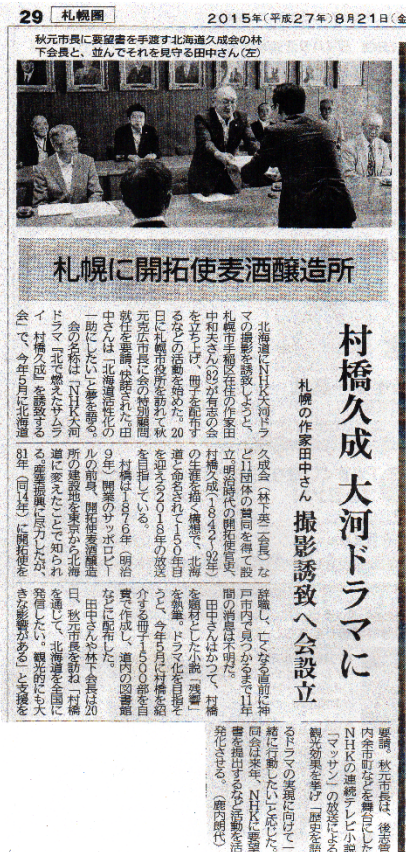 29 札幌圏
2015年(平成27年)8月21日(金
秋元市長に要望書を手渡す北海道久成会の林
下会長と、並んでそれを見守る田中さん(左)
札幌に開拓使麦酒醸造所
村橋久成 大河ドラマに
札幌の作家田中さん 撮影誘致へ会設立
北海道にNHK大河ドラ
マの撮影を誘致しようと、
札幌市手稲区在住の作家田
中和夫さん(82)が有志の会
を立ち上げ、冊子を配布す
るなどの活動を始めた。20
日に札幌市役所を訪れて秋
元克広市長に会の特別顧問
就任を要請、快諾された。田
中さんは「北海道活性化の
一助にしたい」と夢を語る。
会の名称は「NHK大河
ドラマ『北で燃えたサムラ
イ 村橋久成』を誘致する
会」で、今年5月に北海道
久成会(林下英二会長)な
ど11団体の賛同を得て設
立。明治時代の開拓使官吏、
村橋久成(1842-92年)
の生涯を描く構想で、北海
道と命名されて150年目
を迎える2018年の放送
を目指している。
村橋は1876年(明治
9年)開業のサッポロビー
ルの前身、開拓使麦酒醸造
所の建設地を東京から北海
道に変えたことで知られ
る。産業振興に尽力したが、
81年(同14年)に開拓使を
辞職し、亡くなる直前に神
戸市内で見つかるまで11年
間の消息は不明だ。
田中さんはかつて、村橋
を題材とした小説「残響」
を執筆。ドラマ化を目指そ
うと、今年5月に村橋を紹
介する冊子1500部を自
費で作成し、道内の図書館
などに配布した。
田中さんや林下会長は20
日、秋元市長を訪ね「村橋
を通じて、北海道を全国に
発信したい。観光的にも大
きな影響がある」と支援を
要請。秋元市長は、後志管
内余市町などを舞台にした
NHKの連続テレビ小説
「マッサン」の放送による
観光効果を挙げ「歴史を語
るドラマの実現に向けて一
緒に行動したい」と応じた。
同会は来年、NHKに要望
書を提出するなど活動を活
発化させる。(鹿内朗代)